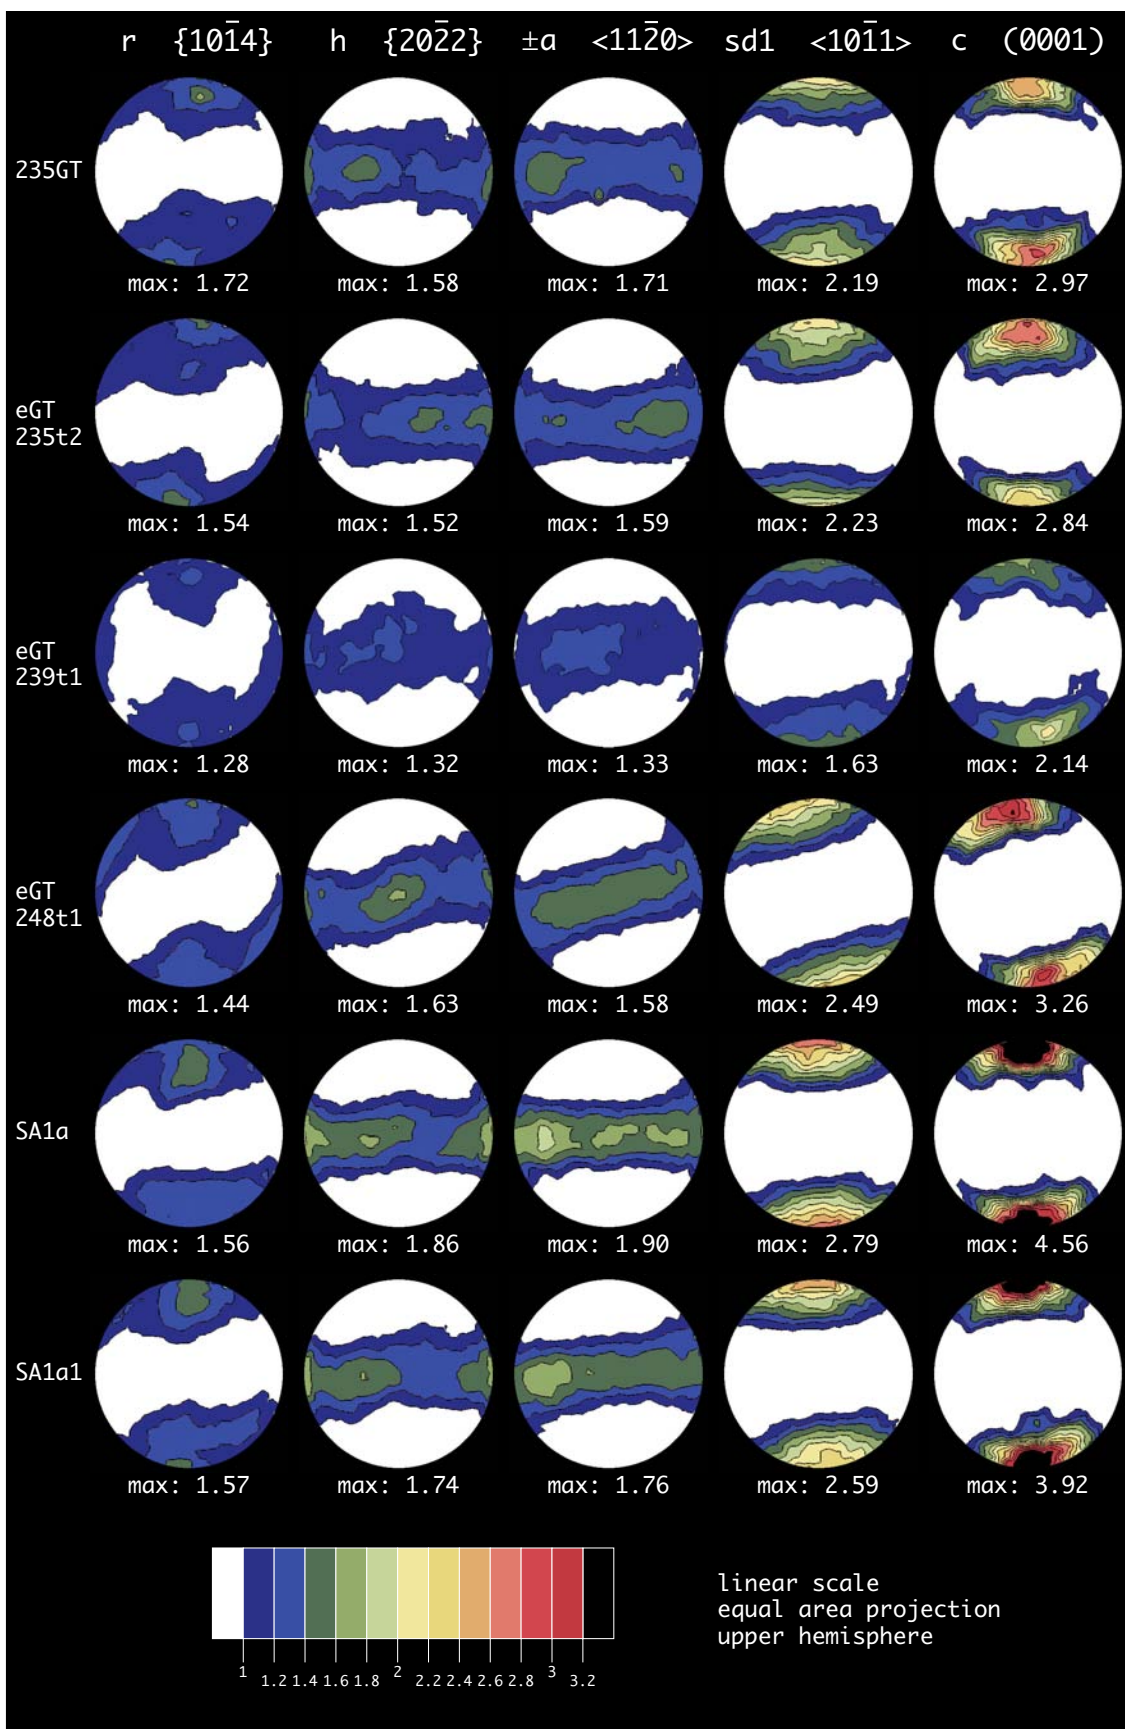 r {101̄4} h {202̄2} ±a <112̄0> sd1 <101̄1> c (0001)
235GT
max: 1.72 max: 1.58 max: 1.71 max: 2.19 max: 2.97
eGT
235t2
max: 1.54 max: 1.52 max: 1.59 max: 2.23 max: 2.84
eGT
239t1
max: 1.28 max: 1.32 max: 1.33 max: 1.63 max: 2.14
eGT
248t1
max: 1.44 max: 1.63 max: 1.58 max: 2.49 max: 3.26
SA1a
max: 1.56 max: 1.86 max: 1.90 max: 2.79 max: 4.56
SA1a1
max: 1.57 max: 1.74 max: 1.76 max: 2.59 max: 3.92
linear scale
equal area projection
upper hemisphere
1 1.2 1.4 1.6 1.8 2 2.2 2.4 2.6 2.8 3 3.2